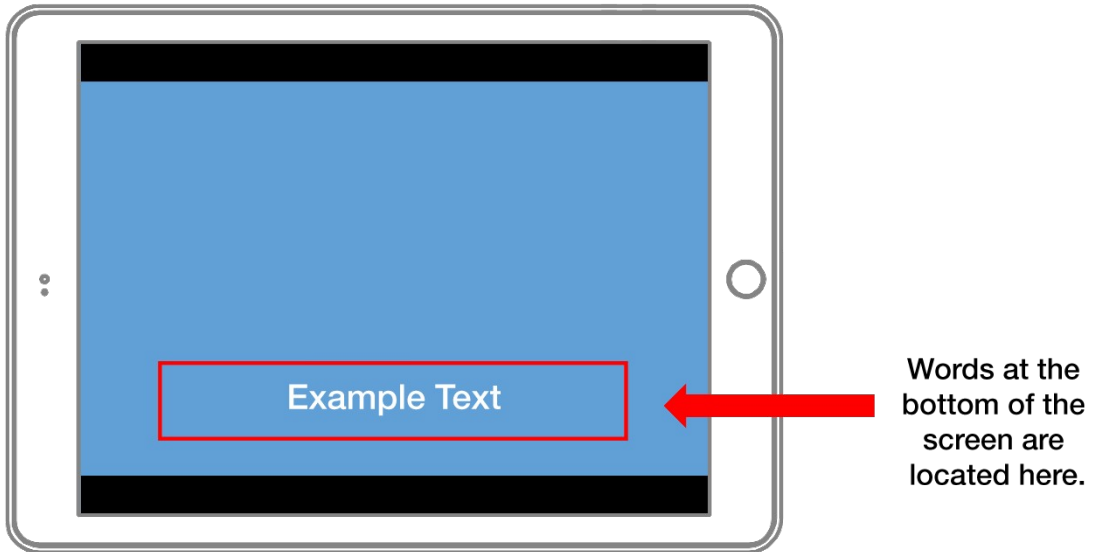 Example Text
Words at the
bottom of the
screen are
located here.